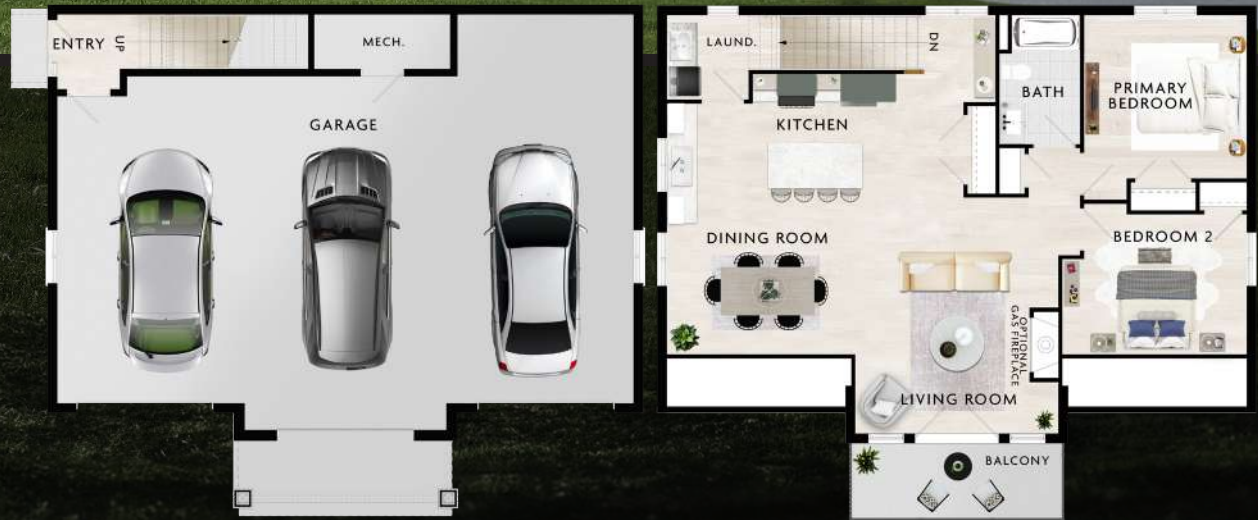 ENTRY
UP
MECH.
GARAGE
LAUND.
DN
KITCHEN
BATH
PRIMARY
BEDROOM
DINING ROOM
BEDROOM 2
OPTIONAL
GAS FIREPLACE
LIVING ROOM
BALCONY